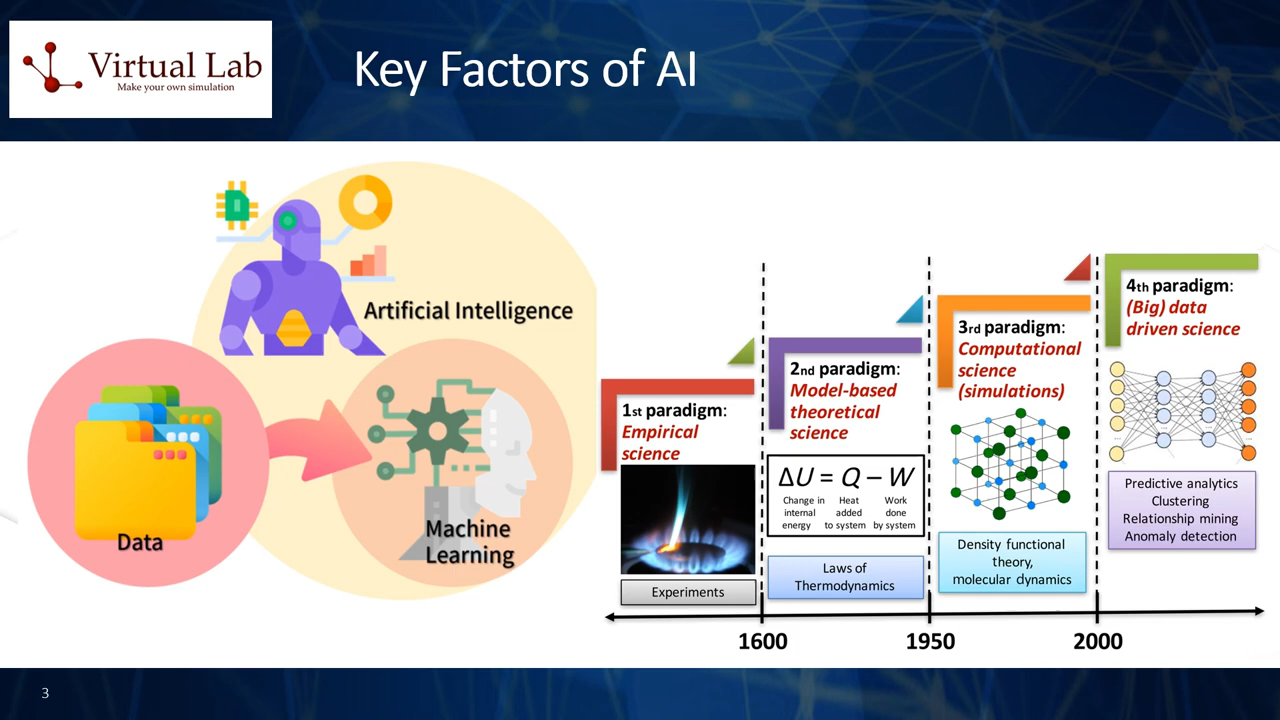 Virtual Lab
Make your own simulation
Key Factors of AI
Artificial Intelligence
Data
Machine
Learning
1st paradigm:
Empirical
science
Experiments
2nd paradigm:
Model-based
theoretical
science
ΔU = Q – W
Change in
internal
energy
Heat
added
to system
Work
done
by system
Laws of
Thermodynamics
3rd paradigm:
Computational
science
(simulations)
Density functional
theory,
molecular dynamics
4th paradigm:
(Big) data
driven science
Predictive analytics
Clustering
Relationship mining
Anomaly detection
1600
1950
2000
3